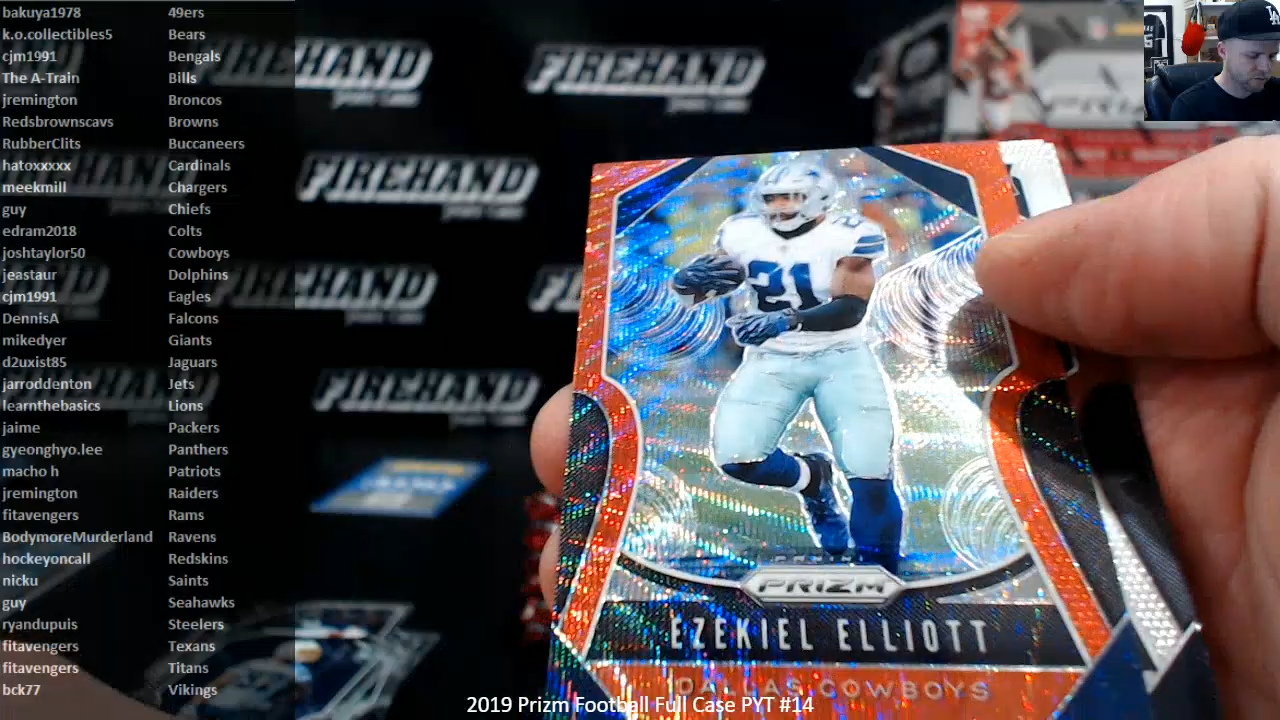 bakuya1978 49ers
k.o.collectibles5 Bears
cjm1991 Bengals
The A-Train Bills
jremington Broncos
Redsbrownscavs Browns
RubberClits Buccaneers
hatoxxxxx Cardinals
meekmill Chargers
guy Chiefs
edram2018 Colts
joshtaylor50 Cowboys
jeastaur Dolphins
cjm1991 Eagles
DennisA Falcons
mikedyer Giants
d2uxist85 Jaguars
jarroddenton Jets
learnthebasics Lions
jaime Packers
gyeonghyo.lee Panthers
macho h Patriots
jremington Raiders
fitavengers Rams
BodymoreMurderland Ravens
hockeyoncall Redskins
nicku Saints
guy Seahawks
ryandupuis Steelers
fitavengers Texans
fitavengers Titans
bck77 Vikings
FIREHAND
FIREHAND
FIREHAND
FIREHAND
FIREHAND
21
PRIZM
EZEKIEL ELLIOTT
DALLAS COWBOYS
2019 Prizm Football Full Case PYT #14